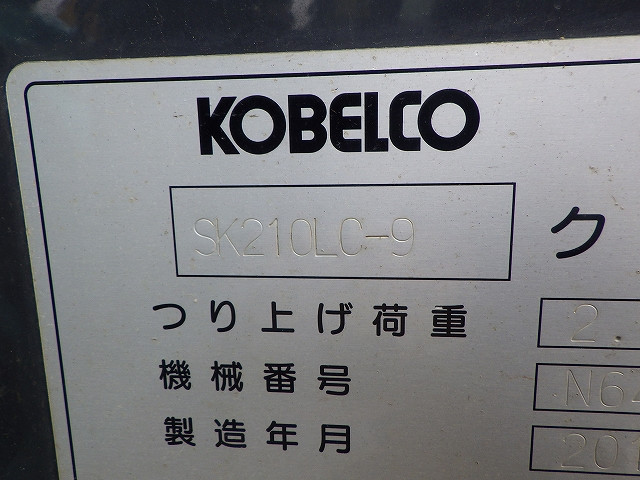 KOBELCO
SK210LC-9 ク
つり上げ荷重 2.
機械番号 N6
製造年月 201